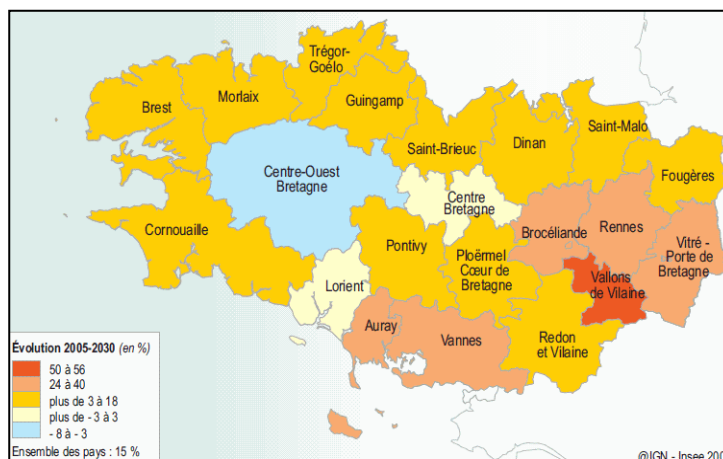 Trégor-
Goélo
Morlaix
Guingamp
Brest
Saint-Malo
Dinan
Saint-Brieuc
Centre-Ouest
Bretagne
Fougères
Centre
Bretagne
Rennes
Brocéliande
Cornouaille
Vitré -
Porte de
Bretagne
Pontivy
Ploërmel
Cœur de
Bretagne
Vallons
de Vilaine
Lorient
Auray
Vannes
Redon
et Vilaine
Évolution 2005-2030 (en %)
50 à 56
24 à 40
plus de 3 à 18
plus de - 3 à 3
- 8 à - 3
Ensemble des pays : 15 %
@IGN - Insee